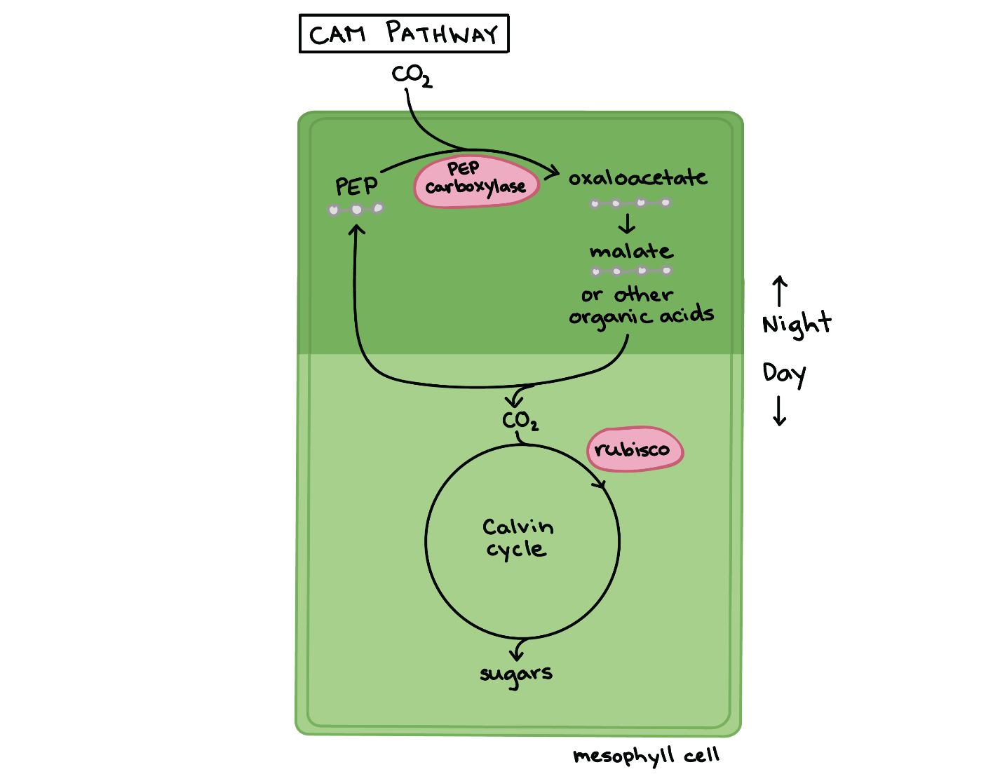 CAM PATHWAY
CO₂
PEP
carboxylase
PEP
oxaloacetate
malate
or other
organic acids
Night
Day
CO₂
rubisco
Calvin
cycle
sugars
mesophyll cell